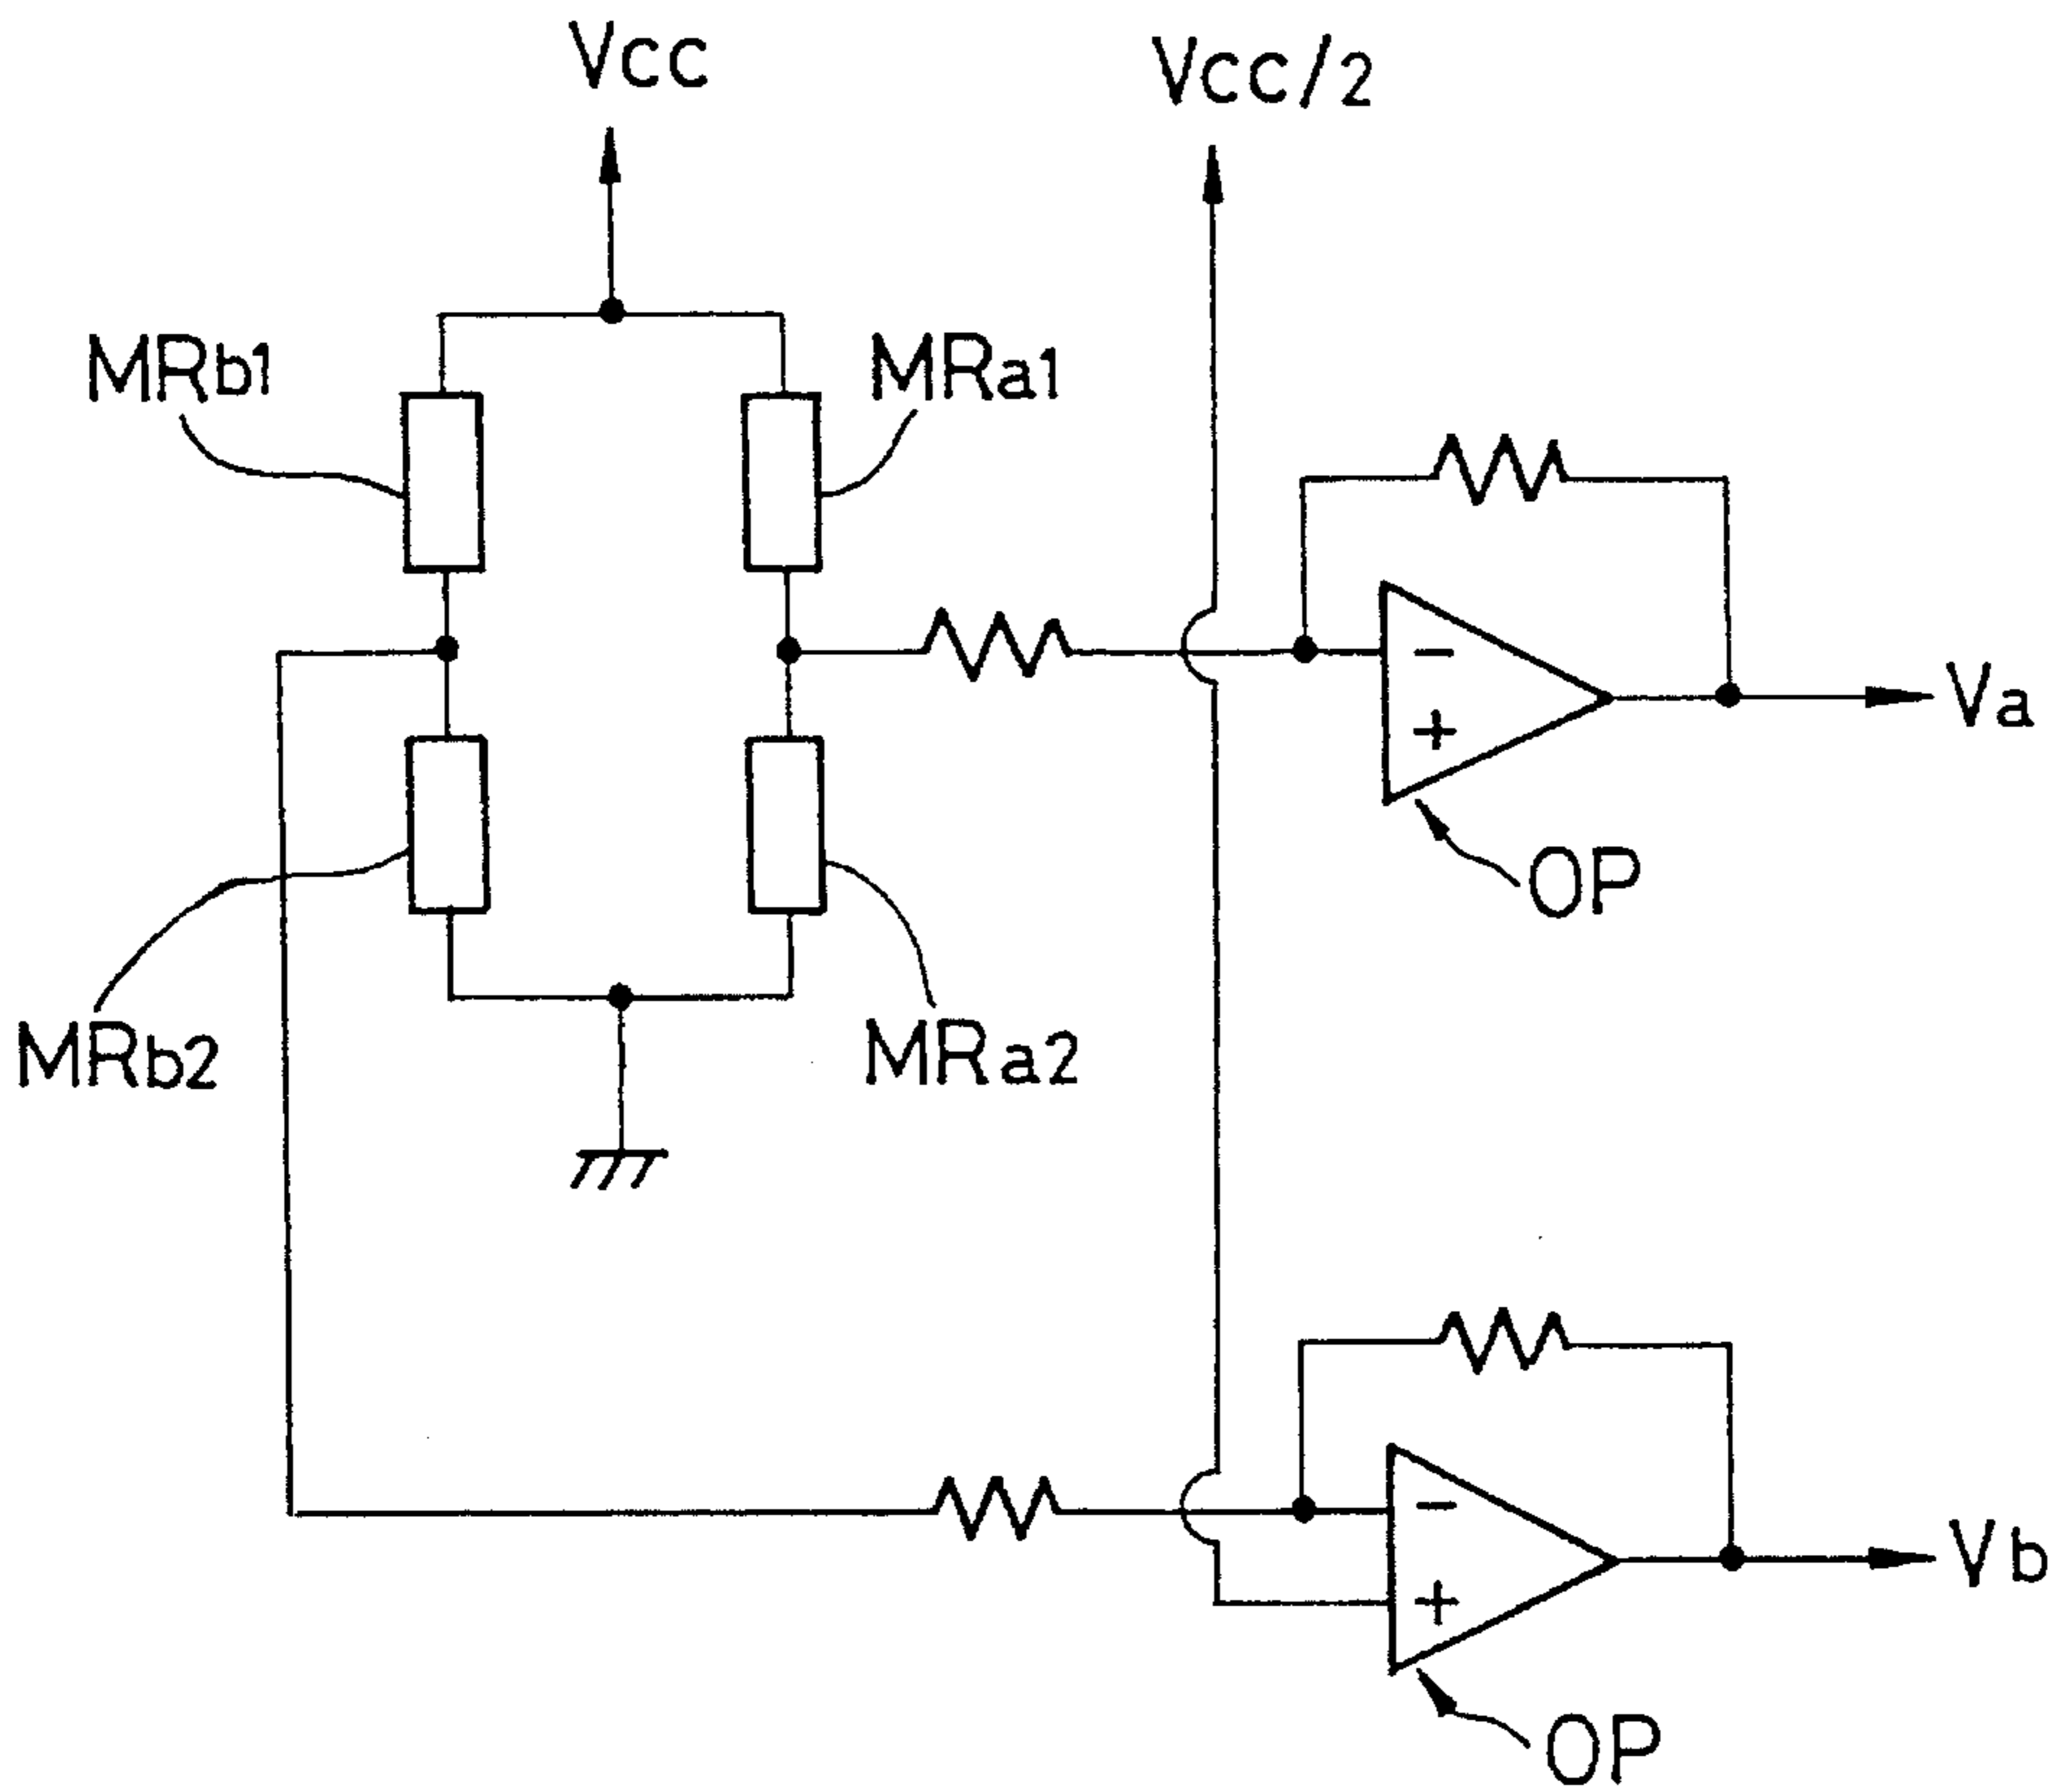 Vcc
Vcc/2
MRb1
MRa1
-
+
Va
OP
MRb2
MRa2
-
+
Vb
OP